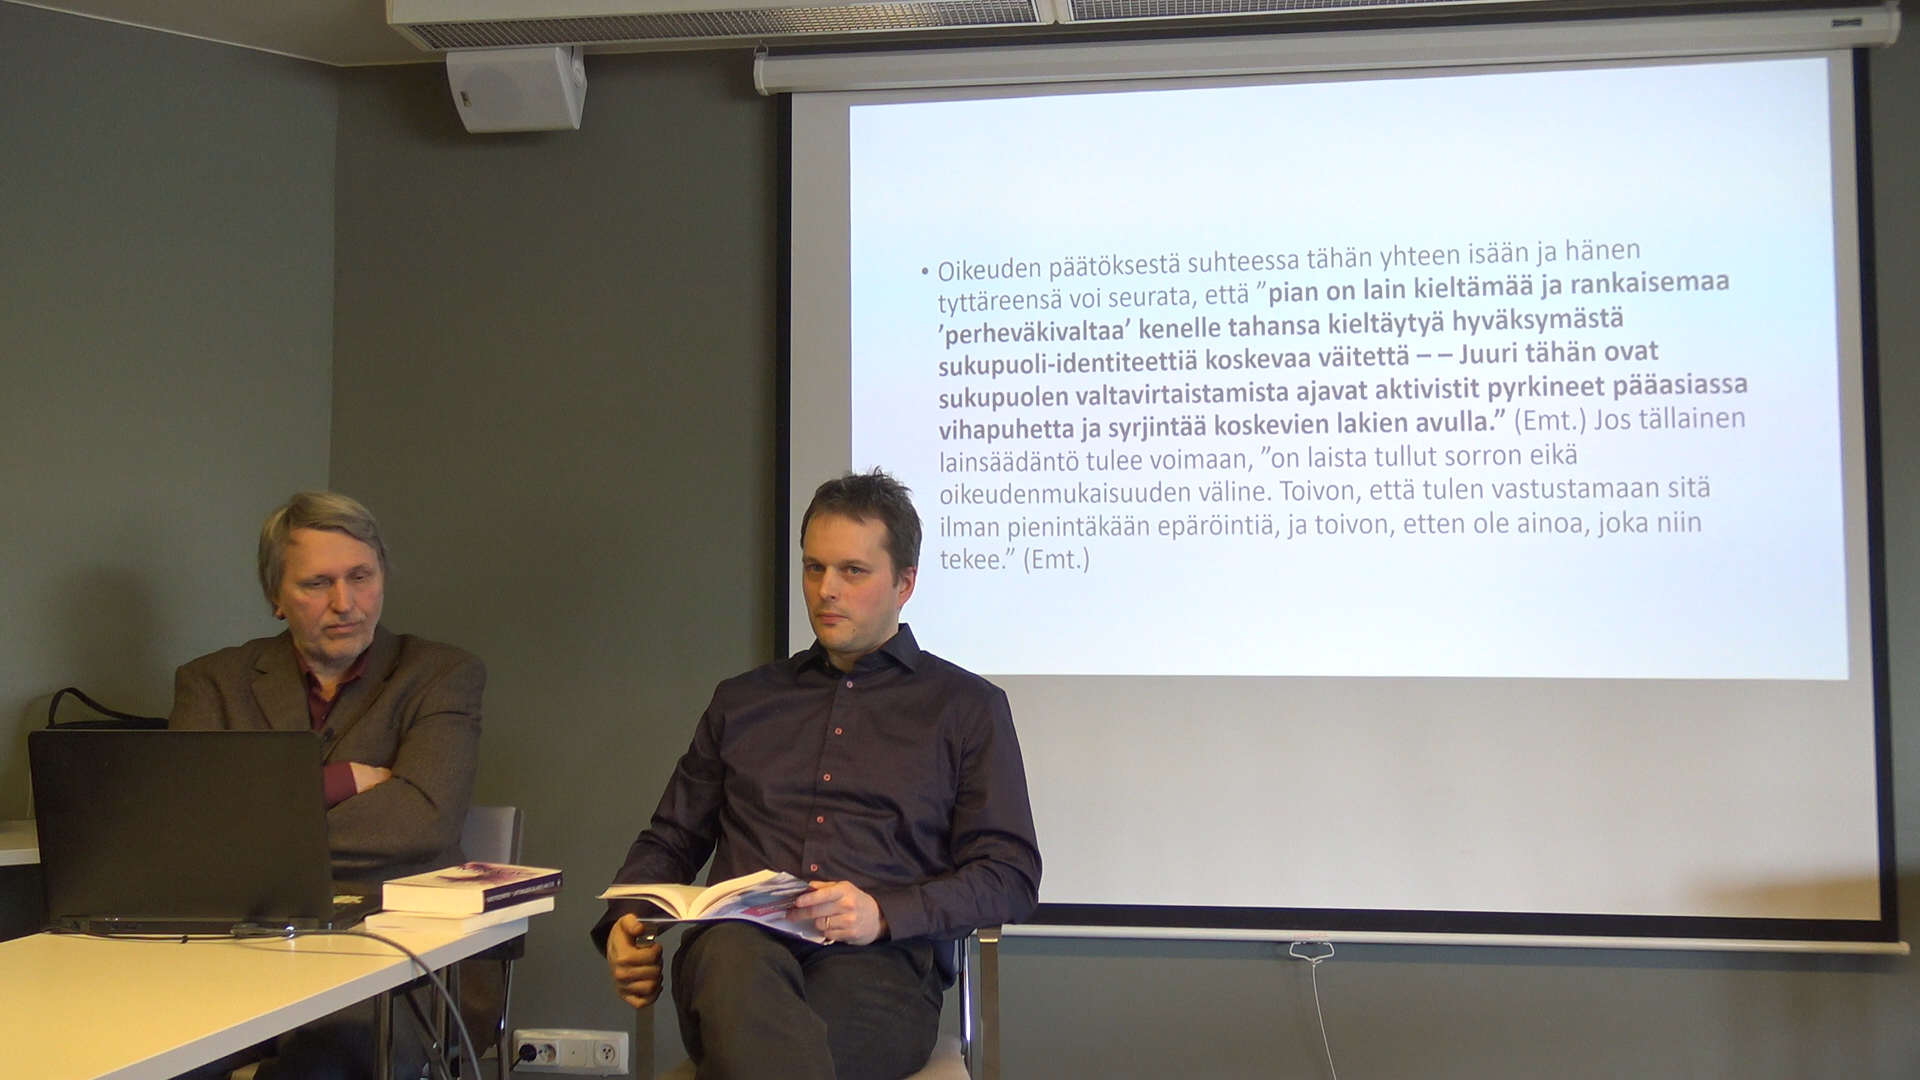 • Oikeuden päätöksestä suhteessa tähän yhteen isään ja hänen
tyttäreensä voi seurata, että ”pian on lain kieltämää ja rankaisemaa
’perheväkivaltaa’ kenelle tahansa kieltäytyä hyväksymästä
sukupuoli-identiteettiä koskevaa väitettä – – Juuri tähän ovat
sukupuolen valtavirtaistamista ajavat aktivistit pyrkineet pääasiassa
vihapuhetta ja syrjintää koskevien lakien avulla.” (Emt.) Jos tällainen
lainsäädäntö tulee voimaan, ”on laista tullut sorron eikä
oikeudenmukaisuuden väline. Toivon, että tulen vastustamaan sitä
ilman pienintäkään epäröintiä, ja toivon, etten ole ainoa, joka niin
tekee.” (Emt.)